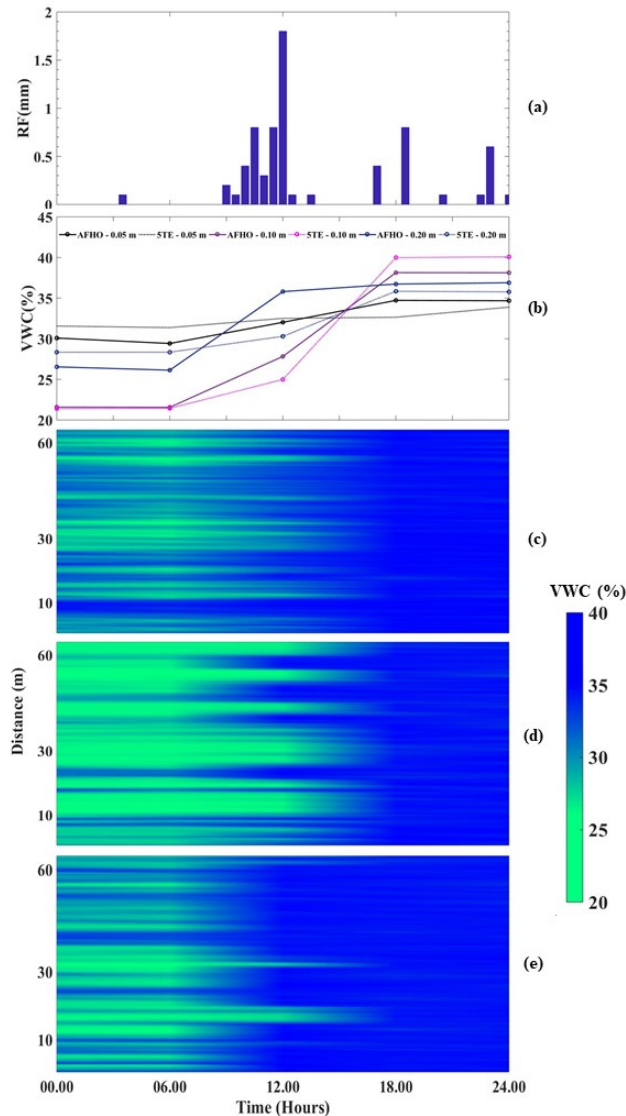 2
1.5
1
0.5
0
RF(mm)
(a)
45
40
35
30
25
20
VWC(%)
AFHO - 0.05 m 5TE - 0.05 m AFHO - 0.10 m 5TE - 0.10 m AFHO - 0.20 m 5TE - 0.20 m
(b)
60
30
10
(c)
60
30
10
Distance (m)
(d)
60
30
10
(e)
00.00 06.00 12.00 18.00 24.00
Time (Hours)
VWC (%)
40
35
30
25
20